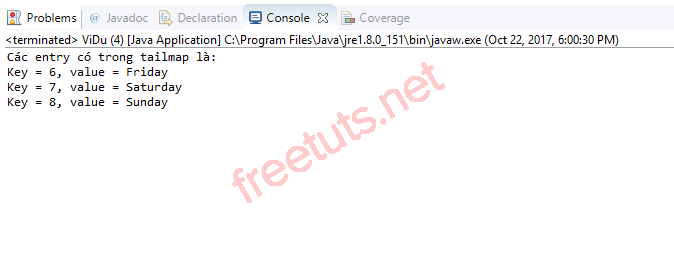 Problems @ Javadoc Declaration Console Coverage
<terminated> ViDu (4) [Java Application] C:\Program Files\Java\jre1.8.0_151\bin\javaw.exe (Oct 22, 2017, 6:00:30 PM)
Các entry có trong tailmap là:
Key = 6, value = Friday
Key = 7, value = Saturday
Key = 8, value = Sunday
freetuts.net